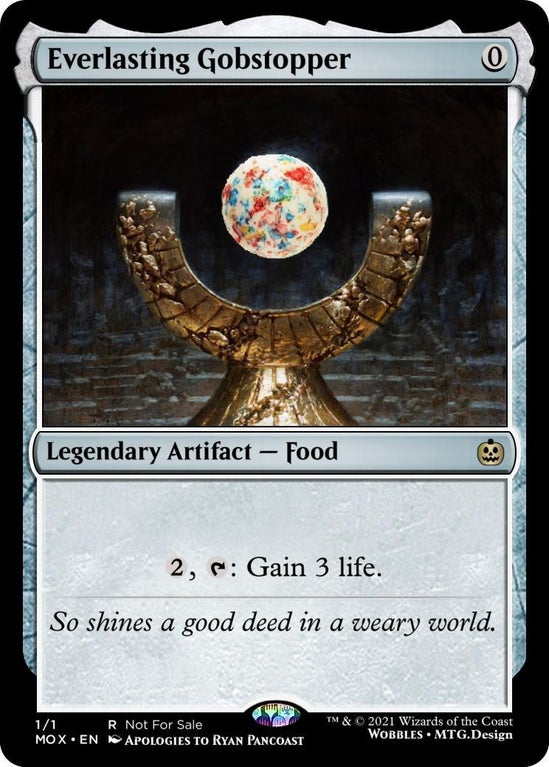 Everlasting Gobstopper 0
Legendary Artifact — Food
2, : Gain 3 life.
So shines a good deed in a weary world.
1/1 R Not For Sale ™ & © 2021 Wizards of the Coast
MOX • EN Apologies to Ryan Pancoast Wobbles • MTG.Design